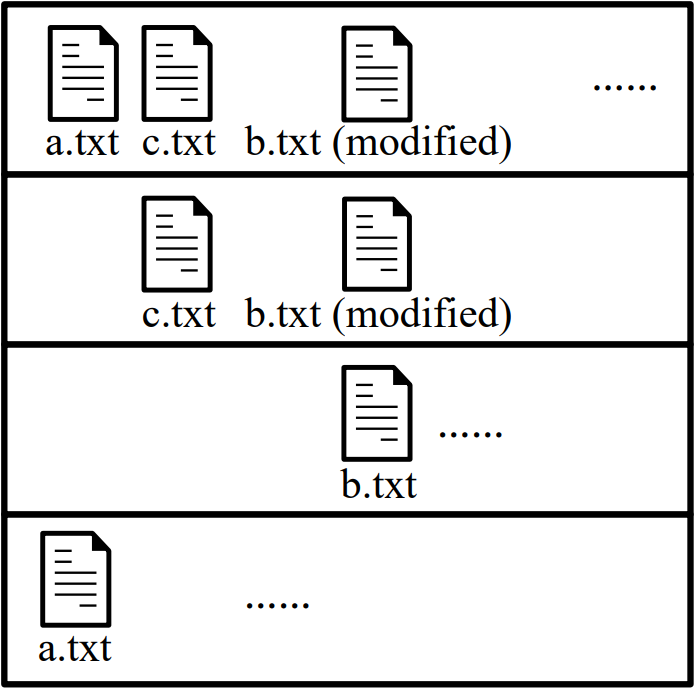 ......
a.txt c.txt b.txt (modified)
c.txt b.txt (modified)
......
b.txt
......
a.txt